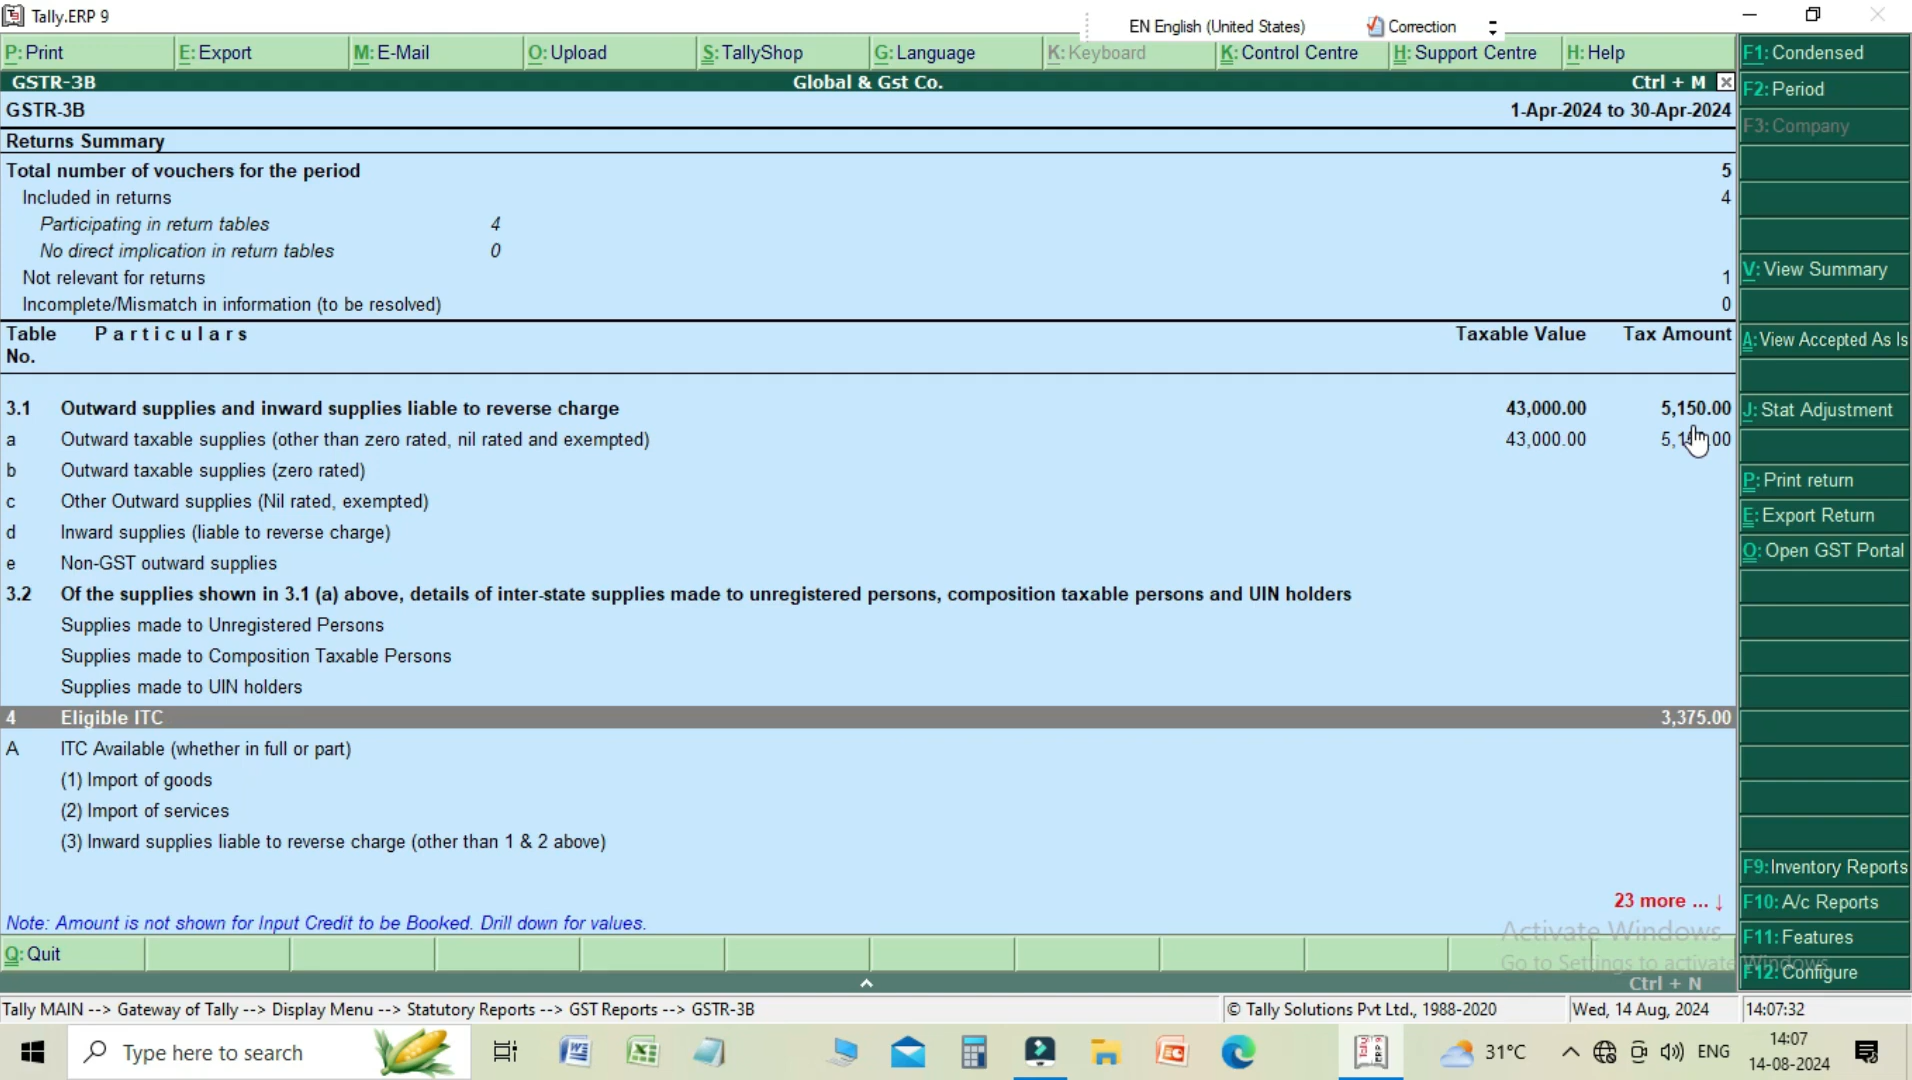 Tally.ERP 9
EN English (United States) Correction
P: Print E: Export M: E-Mail O: Upload S: TallyShop G: Language K: Keyboard K: Control Centre H: Support Centre H: Help
GSTR-3B Global & Gst Co. Ctrl + M
GSTR-3B 1-Apr-2024 to 30-Apr-2024
Returns Summary
Total number of vouchers for the period 5
Included in returns 4
Participating in return tables 4
No direct implication in return tables 0
Not relevant for returns 1
Incomplete/Mismatch in information (to be resolved) 0
Table No. Particulars Taxable Value Tax Amount
3.1 Outward supplies and inward supplies liable to reverse charge 43,000.00 5,150.00
a Outward taxable supplies (other than zero rated, nil rated and exempted) 43,000.00
b Outward taxable supplies (zero rated)
c Other Outward supplies (Nil rated, exempted)
d Inward supplies (liable to reverse charge)
e Non-GST outward supplies
3.2 Of the supplies shown in 3.1 (a) above, details of inter-state supplies made to unregistered persons, composition taxable persons and UIN holders
Supplies made to Unregistered Persons
Supplies made to Composition Taxable Persons
Supplies made to UIN holders
4 Eligible ITC 3,375.00
A ITC Available (whether in full or part)
(1) Import of goods
(2) Import of services
(3) Inward supplies liable to reverse charge (other than 1 & 2 above)
23 more ... ↓
Note: Amount is not shown for Input Credit to be Booked. Drill down for values.
Q: Quit
Ctrl + N
F1: Condensed
F2: Period
F3: Company
V: View Summary
A: View Accepted As Is
J: Stat Adjustment
P: Print return
E: Export Return
O: Open GST Portal
F9: Inventory Reports
F10: A/c Reports
F11: Features
F12: Configure
Activate Windows
Go to Settings to activate Windows.
Tally MAIN --> Gateway of Tally --> Display Menu --> Statutory Reports --> GST Reports --> GSTR-3B © Tally Solutions Pvt Ltd., 1988-2020 Wed, 14 Aug, 2024 14:07:32
Type here to search 31°C ENG 14:07
14-08-2024